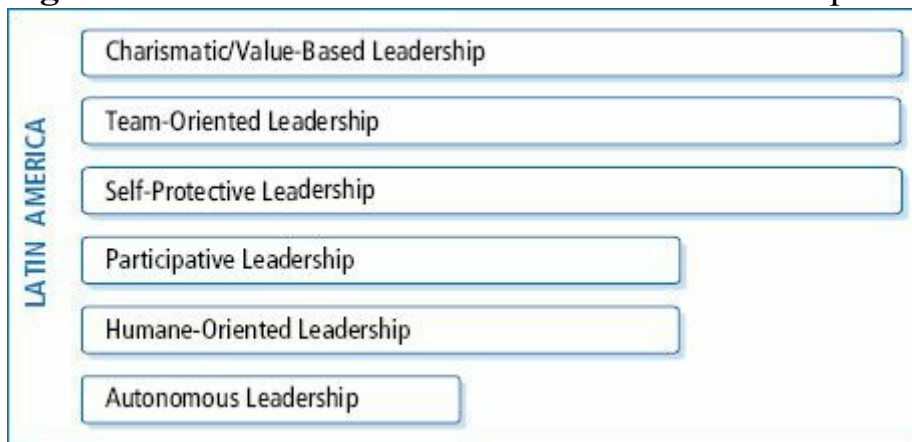 Charismatic/Value-Based Leadership
Team-Oriented Leadership
Self-Protective Leadership
Participative Leadership
Humane-Oriented Leadership
Autonomous Leadership
LATIN AMERICA